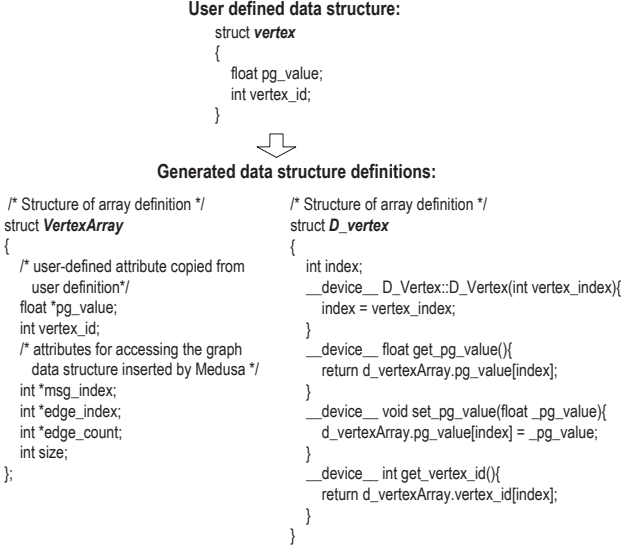 User defined data structure:
struct vertex
{
float pg_value;
int vertex_id;
}
Generated data structure definitions:
/* Structure of array definition */
struct VertexArray
{
/* user-defined attribute copied from
user definition*/
float *pg_value;
int vertex_id;
/* attributes for accessing the graph
data structure inserted by Medusa */
int *msg_index;
int *edge_index;
int *edge_count;
int size;
};
/* Structure of array definition */
struct D_vertex
{
int index;
__device__ D_Vertex::D_Vertex(int vertex_index){
index = vertex_index;
}
__device__ float get_pg_value(){
return d_vertexArray.pg_value[index];
}
__device__ void set_pg_value(float _pg_value){
d_vertexArray.pg_value[index] = _pg_value;
}
__device__ int get_vertex_id(){
return d_vertexArray.vertex_id[index];
}
}